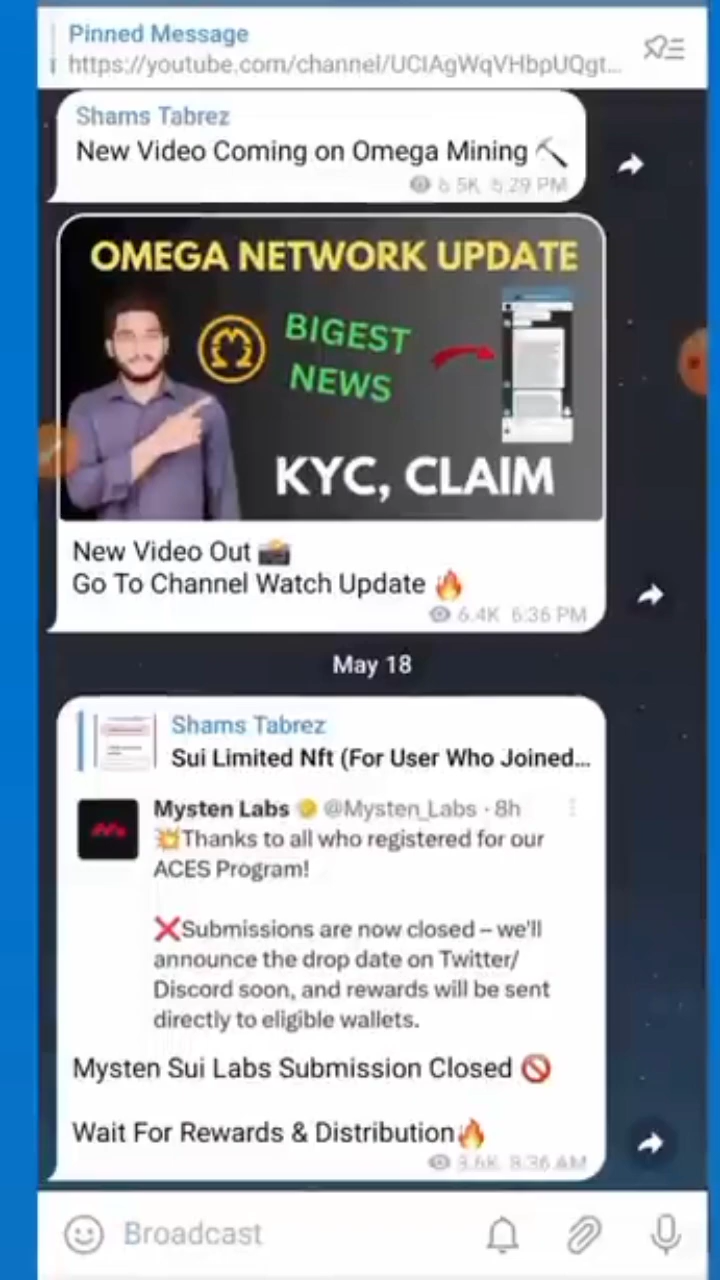 Pinned Message
https://youtube.com/channel/UCIAgWqVHbpUQgt...
Shams Tabrez
New Video Coming on Omega Mining ⛏
5:29 PM
OMEGA NETWORK UPDATE
BIGEST
NEWS
KYC, CLAIM
New Video Out 📸
Go To Channel Watch Update 🔥
6.4K 6:36 PM
May 18
Shams Tabrez
Sui Limited Nft (For User Who Joined...
Mysten Labs @Mysten_Labs · 8h
💥Thanks to all who registered for our
ACES Program!
❌Submissions are now closed – we'll
announce the drop date on Twitter/
Discord soon, and rewards will be sent
directly to eligible wallets.
Mysten Sui Labs Submission Closed 🚫
Wait For Rewards & Distribution🔥
8:36 AM
Broadcast